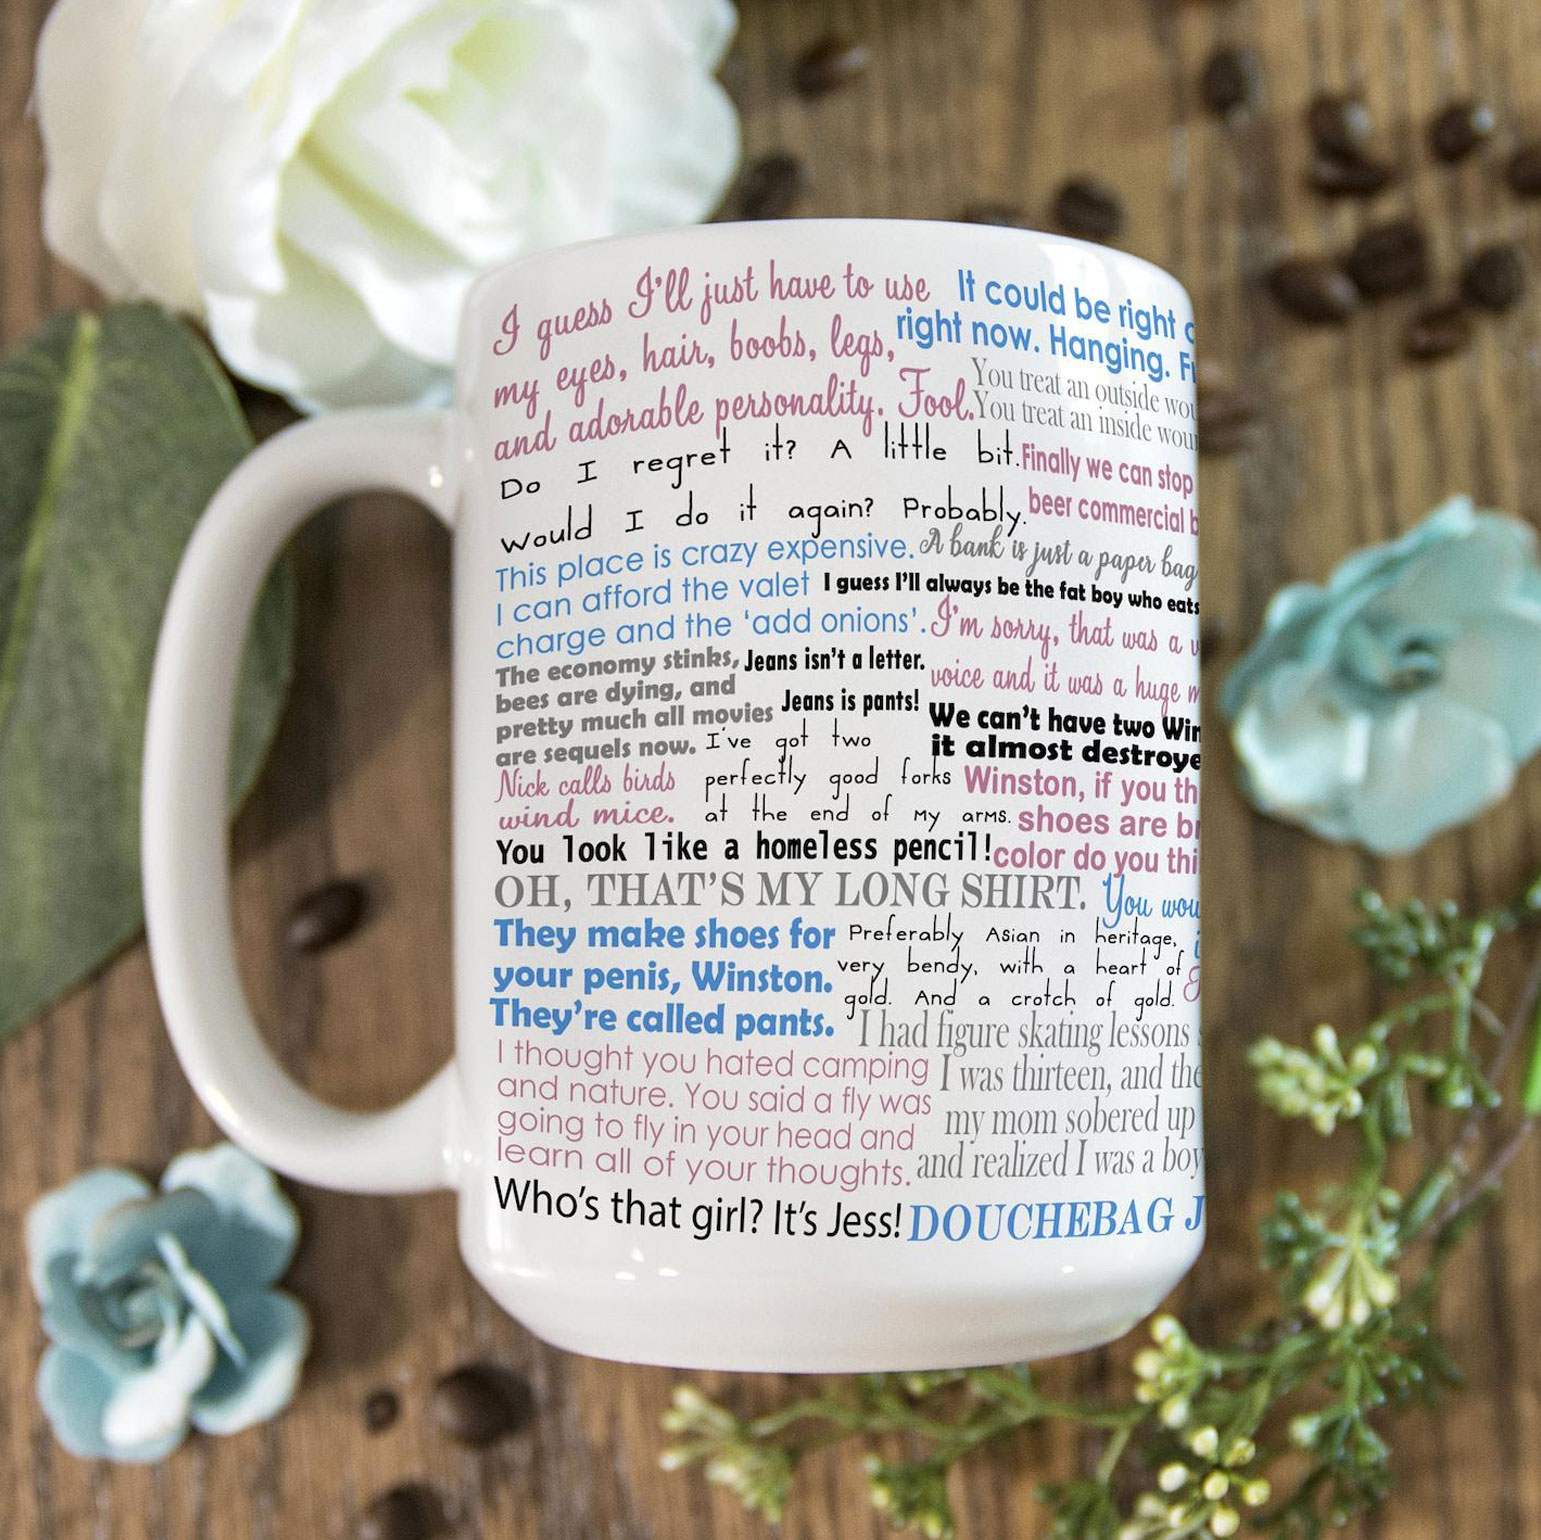 I guess I'll just have to use
my eyes, hair, boobs, legs,
and adorable personality. Fool.
It could be right
right now. Hanging.
You treat an outside
You treat an inside
Do I regret it? A little bit.
Would I do it again? Probably.
Finally we can stop
beer commercial
This place is crazy expensive.
I can afford the valet
charge and the 'add onions'.
A bank is just a paper bag
I guess I'll always be the fat boy who eats
I'm sorry, that was a
voice and it was a huge
The economy stinks,
bees are dying, and
pretty much all movies
are sequels now.
Jeans isn't a letter.
Jeans is pants!
We can't have two
it almost
I've got two
perfectly good forks
at the end of my arms.
Nick calls birds
wind mice.
Winston, if you
shoes are
color do you
You look like a homeless pencil!
OH, THAT'S MY LONG SHIRT.
You
They make shoes for
your penis, Winston.
They're called pants.
Preferably Asian in heritage,
very bendy, with a heart of
gold. And a crotch of gold.
I had figure skating lessons
I was thirteen, and
my mom sobered up
and realized I was a boy
I thought you hated camping
and nature. You said a fly was
going to fly in your head and
learn all of your thoughts.
Who's that girl? It's Jess!
DOUCHEBAG J